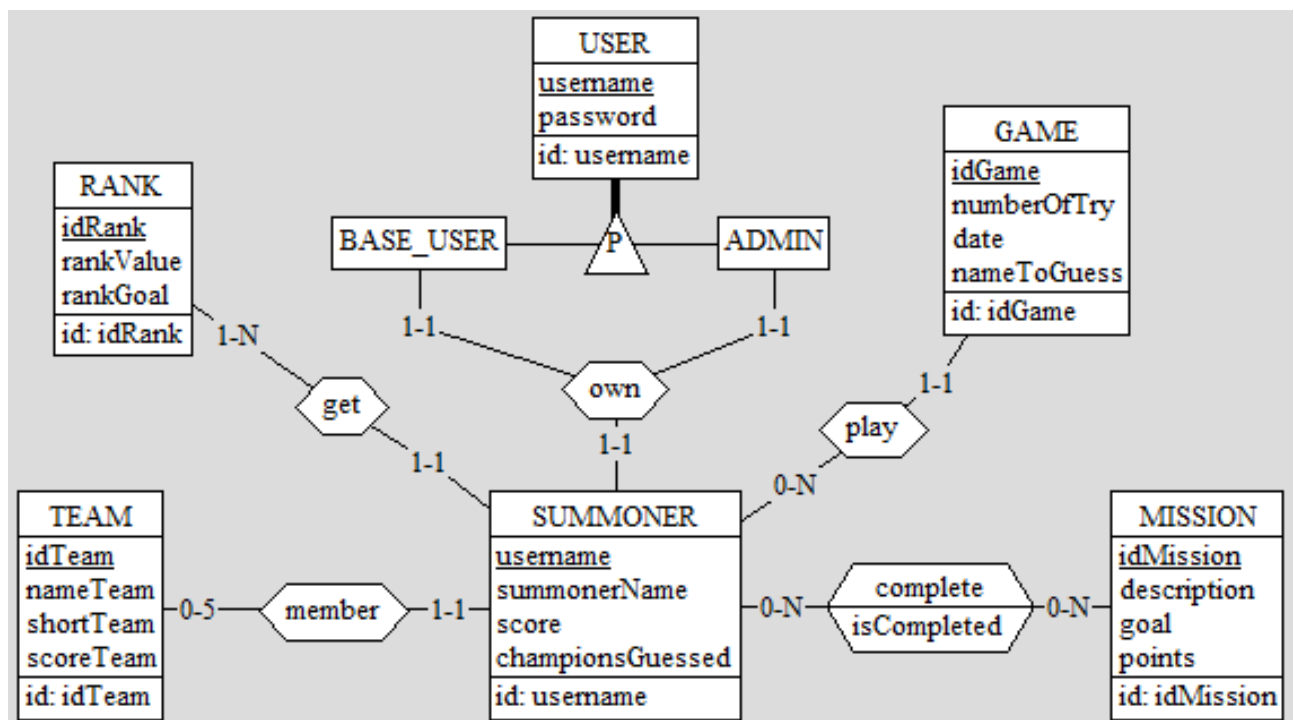 USER
username
password
id: username
GAME
idGame
numberOfTry
date
nameToGuess
id: idGame
RANK
idRank
rankValue
rankGoal
id: idRank
BASE_USER
P
ADMIN
1-1
1-1
1-N
get
1-1
own
1-1
1-1
play
0-N
TEAM
idTeam
nameTeam
shortTeam
scoreTeam
id: idTeam
0-5
member
1-1
SUMMONER
username
summonerName
score
championsGuessed
id: username
0-N
complete
isCompleted
0-N
MISSION
idMission
description
goal
points
id: idMission